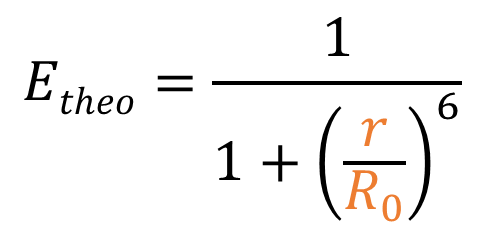 E_theo = 1 / (1 + (r / R_0)^6)